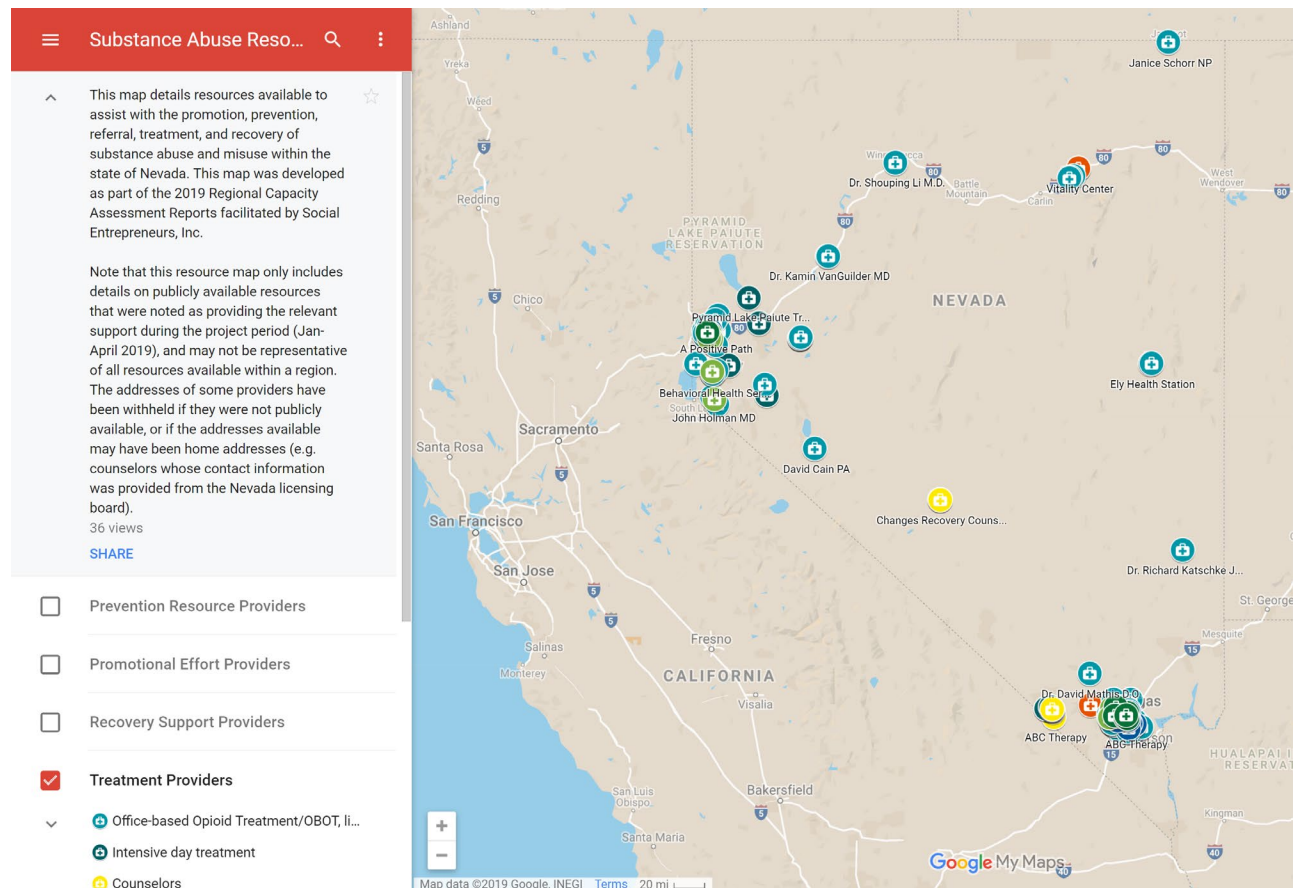 Substance Abuse Reso...
This map details resources available to
assist with the promotion, prevention,
referral, treatment, and recovery of
substance abuse and misuse within the
state of Nevada. This map was developed
as part of the 2019 Regional Capacity
Assessment Reports facilitated by Social
Entrepreneurs, Inc.
Note that this resource map only includes
details on publicly available resources
that were noted as providing the relevant
support during the project period (Jan-
April 2019), and may not be representative
of all resources available within a region.
The addresses of some providers have
been withheld if they were not publicly
available, or if the addresses available
may have been home addresses (e.g.
counselors whose contact information
was provided from the Nevada licensing
board).
36 views
SHARE
Prevention Resource Providers
Promotional Effort Providers
Recovery Support Providers
Treatment Providers
Office-based Opioid Treatment/OBOT, li...
Intensive day treatment
Counselors
Ashland
Janice Schorr NP
Yreka
Weed
5
80
80
Dr. Shouping Li M.D.
80
Battle
Mountain
Carlin
Vitality Center
West
Wendover
80
Redding
PYRAMID
LAKE PAIUTE
RESERVATION
80
Dr. Kamin VanGuilder MD
5
Chico
NEVADA
Pyramid Lake Paiute Tr...
80
A Positive Path
Behavioral Health Ser...
Ely Health Station
South L
John Holman MD
Sacramento
Santa Rosa
5
David Cain PA
San Francisco
Changes Recovery Couns...
San Jose
Dr. Richard Katschke J...
5
5
St. George
Fresno
Salinas
Mesquite
15
Monterey
CALIFORNIA
Visalia
Dr. David Mathis D.O.
as
ABC Therapy
ABC Therapy
son
15
HUALAPAI I
RESERVAT
San Luis
Obispo
Bakersfield
5
Kingman
Santa Maria
40
40
+
−
Google My Maps
Map data ©2019 Google, INEGI Terms 20 mi